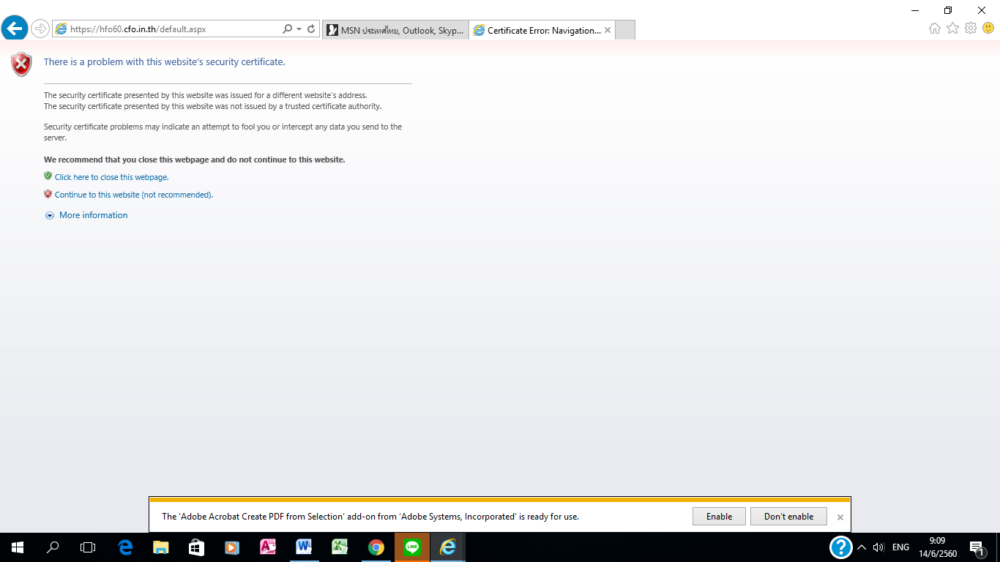 https://hfo60.cfo.in.th/default.aspx
MSN ประเทศไทย, Outlook, Skyp...
Certificate Error: Navigation...
There is a problem with this website's security certificate.
The security certificate presented by this website was issued for a different website's address.
The security certificate presented by this website was not issued by a trusted certificate authority.
Security certificate problems may indicate an attempt to fool you or intercept any data you send to the
server.
We recommend that you close this webpage and do not continue to this website.
Click here to close this webpage.
Continue to this website (not recommended).
More information
The 'Adobe Acrobat Create PDF from Selection' add-on from 'Adobe Systems, Incorporated' is ready for use.
Enable
Don't enable
LINE
ENG
9:09
14/6/2560
1